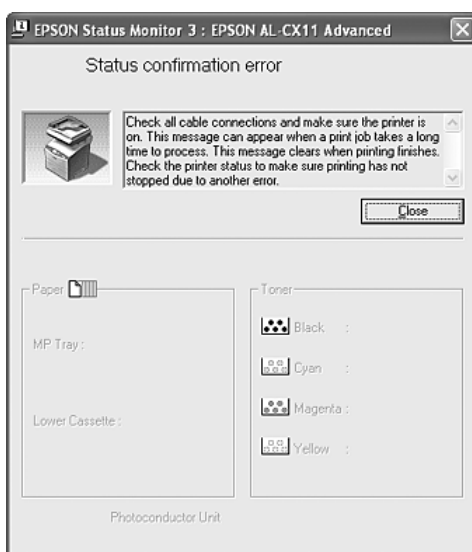 EPSON Status Monitor 3 : EPSON AL-CX11 Advanced
Status confirmation error
Check all cable connections and make sure the printer is
on. This message can appear when a print job takes a long
time to process. This message clears when printing finishes.
Check the printer status to make sure printing has not
stopped due to another error.
Close
Paper
MP Tray :
Lower Cassette :
Toner
Black :
Cyan :
Magenta :
Yellow :
Photoconductor Unit